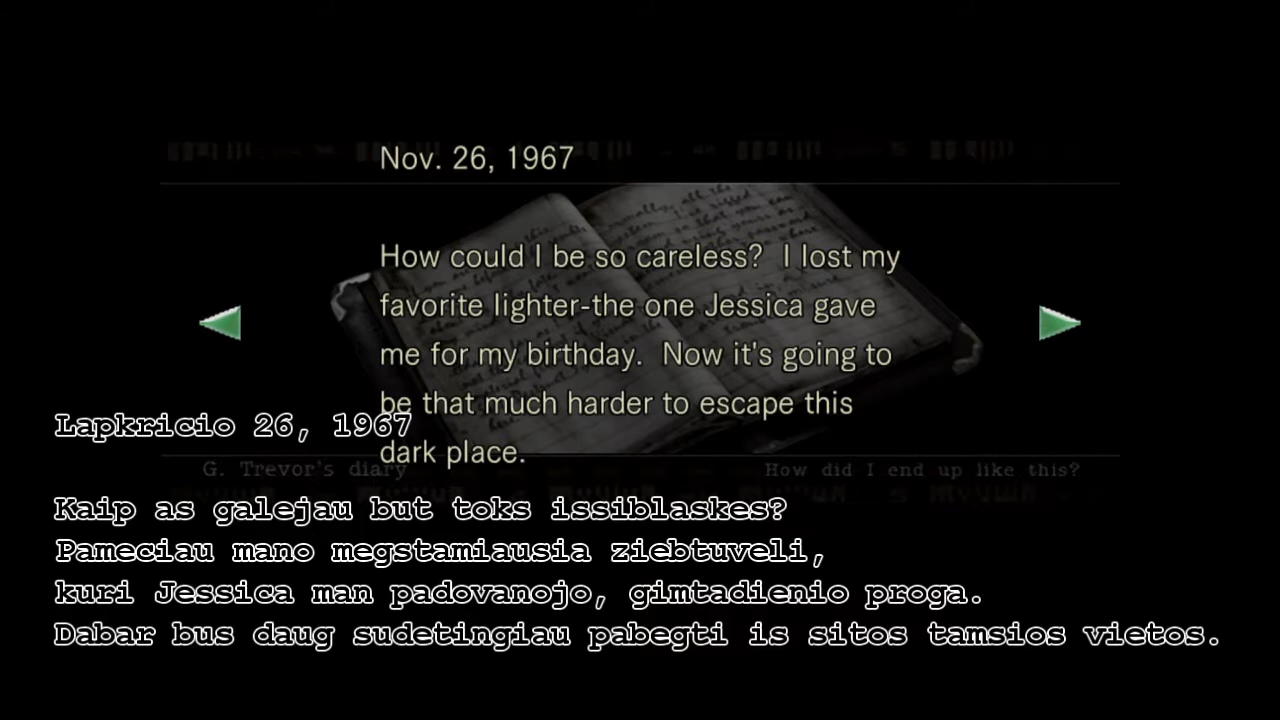 Nov. 26, 1967
How could I be so careless? I lost my
favorite lighter-the one Jessica gave
me for my birthday. Now it's going to
be that much harder to escape this
dark place.
G. Trevor's diary
How did I end up like this?
Lapkricio 26, 1967
Kaip as galejau but toks issiblaskes?
Pameciau mano megstamiausia ziebtuveli,
kuri Jessica man padovanojo, gimtadienio proga.
Dabar bus daug sudetingiau pabegti is sitos tamsios vietos.